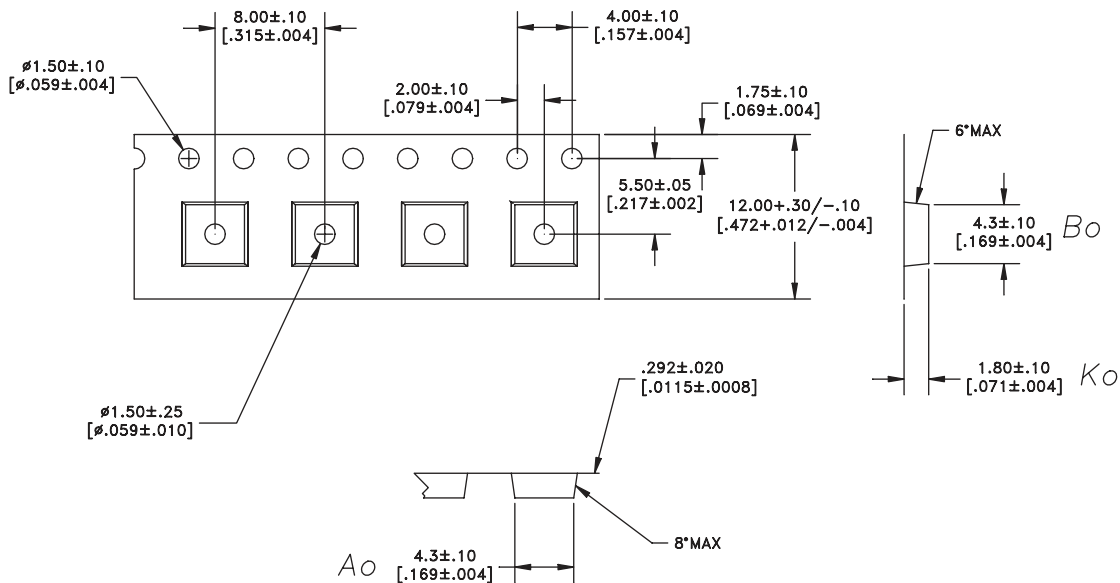 8.00±.10
[.315±.004]
4.00±.10
[.157±.004]
ø1.50±.10
[ø.059±.004]
2.00±.10
[.079±.004]
1.75±.10
[.069±.004]
6°MAX
5.50±.05
[.217±.002]
12.00+.30/-.10
[.472+.012/-.004]
4.3±.10
[.169±.004]
Bo
ø1.50±.25
[ø.059±.010]
.292±.020
[.0115±.0008]
1.80±.10
[.071±.004]
Ko
8°MAX
Ao
4.3±.10
[.169±.004]